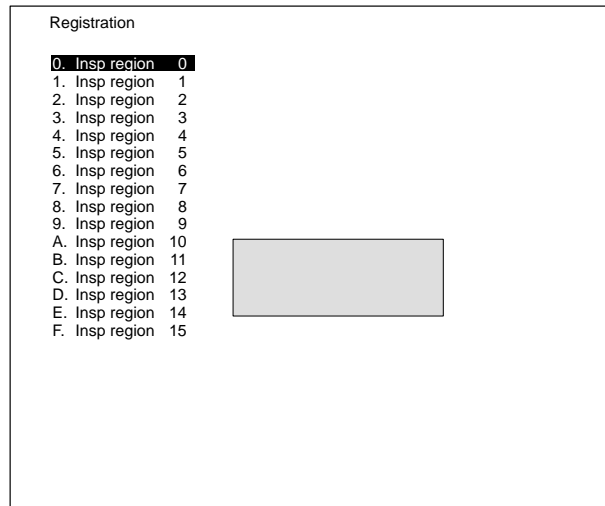 Registration
0. Insp region 0
1. Insp region 1
2. Insp region 2
3. Insp region 3
4. Insp region 4
5. Insp region 5
6. Insp region 6
7. Insp region 7
8. Insp region 8
9. Insp region 9
A. Insp region 10
B. Insp region 11
C. Insp region 12
D. Insp region 13
E. Insp region 14
F. Insp region 15